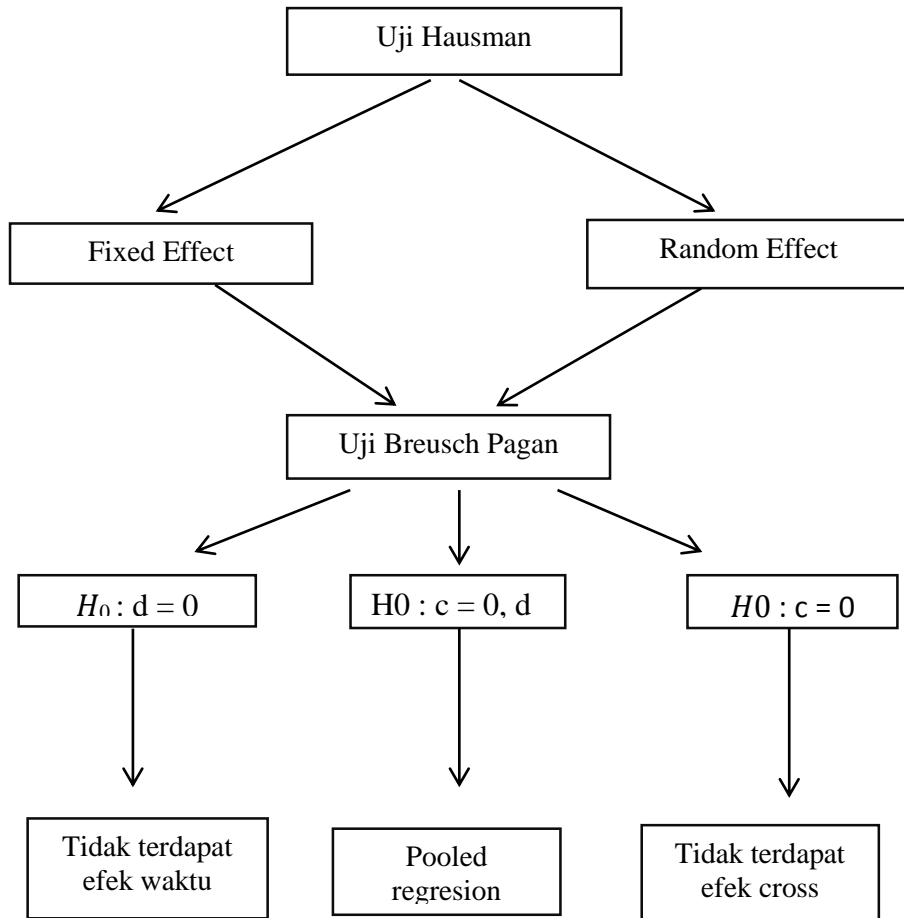 Uji Hausman
Fixed Effect
Random Effect
Uji Breusch Pagan
H0 : d = 0
H0 : c = 0, d
H0 : c = 0
Tidak terdapat
efek waktu
Pooled
regresion
Tidak terdapat
efek cross